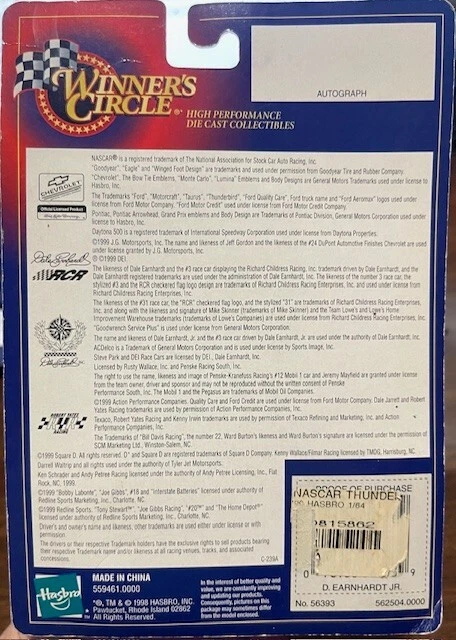 WINNER'S
CIRCLE®
HIGH PERFORMANCE
DIE CAST COLLECTIBLES
AUTOGRAPH
NASCAR® is a registered trademark of The National Association for Stock Car Auto Racing, Inc.
"Goodyear", "Eagle" and "Winged Foot Design" are trademarks and used under permission from Goodyear Tire and Rubber Company.
"Chevrolet", The Bow Tie Emblems, "Monte Carlo", "Lumina" Emblems and Body Designs are General Motors Trademarks used under license to
Hasbro, Inc.
CHEVROLET
Official Licensed Product
The Trademarks "Ford", "Motorcraft", "Taurus", "Thunderbird", "Ford Quality Care", Ford truck name and "Ford Aeromax" logos used under
license from Ford Motor Company. "Ford Motor Credit" used under license from Ford Motor Credit Company.
Pontiac, Pontiac Arrowhead, Grand Prix emblems and Body Design are Trademarks of Pontiac Division, General Motors Corporation used under
license to Hasbro, Inc.
Daytona 500 is a registered trademark of International Speedway Corporation used under license from Daytona Properties.
©1999 J.G. Motorsports, Inc. The name and likeness of Jeff Gordon and the likeness of the #24 DuPont Automotive Finishes Chevrolet are used
under license granted by J.G. Motorsports, Inc.
© 1999 DEI
The likeness of Dale Earnhardt and the #3 race car displaying the Richard Childress Racing, Inc. trademark driven by Dale Earnhardt, and the
Dale Earnhardt registered trademarks are used under the administration of Dale Earnhardt, Inc. The likeness of the number 3 race car, the
stylized #3 and the RCR checkered flag logo design are trademarks of Richard Childress Racing Enterprises, Inc. and used under license from
Richard Childress Racing Enterprises, Inc.
RCR
The likeness of the #31 race car, the "RCR" checkered flag logo, and the stylized "31" are trademarks of Richard Childress Racing Enterprises,
Inc. and along with the likeness and signature of Mike Skinner (trademarks of Mike Skinner) and the Team Lowe's and Lowe's Home
Improvement Warehouse trademarks (trademarks of Lowe's Companies) are used under license from Richard Childress Racing Enterprises, Inc.
"Goodwrench Service Plus" is used under license from General Motors Corporation.
The name and likeness of Dale Earnhardt, Jr. and the #3 race car driven by Dale Earnhardt, Jr. are used under the authority of Dale Earnhardt, Inc.
ACDelco is a Trademark of General Motors Corporation and is used under license by Sports Image, Inc.
Steve Park and DEI Race Cars are licensed by DEI, Dale Earnhardt, Inc.
Licensed by Rusty Wallace, Inc. and Penske Racing South, Inc.
The right to use the name, likeness and image of Penske-Kranefuss Racing's #12 Mobil 1 car and Jeremy Mayfield are granted under license
from the team owner, driver and sponsor and may not be reproduced without the written consent of Penske
Performance South, Inc. The Mobil 1 and the Pegasus are trademarks of Mobil Oil Companies.
©1999 Action Performance Companies. Quality Care and Ford Credit are used under license from Ford Motor Company. Dale Jarrett and Robert
Yates Racing trademarks are used by permission of Action Performance Companies, Inc.
ROBERT YATES
RACING
Texaco, Robert Yates Racing and Kenny Irwin trademarks are used by permission of Texaco Refining and Marketing, Inc. and Action
Performance Companies, Inc.
The Trademarks of "Bill Davis Racing", the number 22, Ward Burton's likeness and Ward Burton's signature are licensed under the permission of
SCM Marketing Ltd., Winston-Salem, NC.
©1999 Square D. All rights reserved. D" and Square D are registered trademarks of Square D Company. Kenny Wallace/Filmar Racing licensed by TMDG, Harrisburg, NC.
Darrell Waltrip and all rights used under the authority of Tyler Jet Motorsports.
Ken Schrader and Andy Petree Racing, Inc. are used under license authority of Andy Petree Licensing, Inc., Flat
Rock, NC. 1999.
©1999 "Bobby Labonte", "Joe Gibbs", #18 and "Interstate Batteries" licensed under authority of
Redline Sports Marketing, Inc., Charlotte, NC.
©1999 Redline Sports. "Tony Stewart™", "Joe Gibbs Racing", "#20™" and "The Home Depot®"
licensed under authority of Redline Sports Marketing, Inc., Charlotte, NC.
Driver's and owner's name and likeness; other trademarks are used either under license or with
permission.
The drivers or their respective Trademark holders have the exclusive rights to sell products bearing
their respective Trademark name and/or likeness at all racing venues, tracks, and associated
concessions.
C-239A
PROOF OF PURCHASE
NASCAR THUNDE
HASBRO 1/64
815862
0
9
D. EARNHARDT JR.
No. 56393
562504.0000
Hasbro
MADE IN CHINA
559461.0000
®, TM, & © 1998 HASBRO, INC.
Pawtucket, Rhode Island 02862
All Rights Reserved.
In the interest of better quality and
value, we are constantly improving
and updating our products.
Consequently, pictures on this
package may sometimes differ
from the model enclosed.